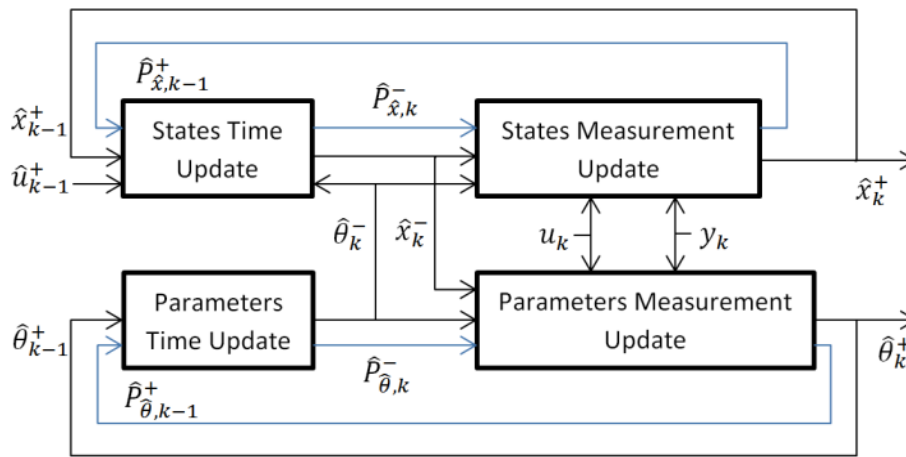 P̂⁺x̂,k−1
P̂⁻x̂,k
x̂⁺k−1
States Time
Update
States Measurement
Update
û⁺k−1
x̂⁺k
θ̂⁻k
x̂⁻k
uk
yk
Parameters
Time Update
Parameters Measurement
Update
θ̂⁺k−1
θ̂⁺k
P̂⁻θ̂,k
P̂⁺θ̂,k−1